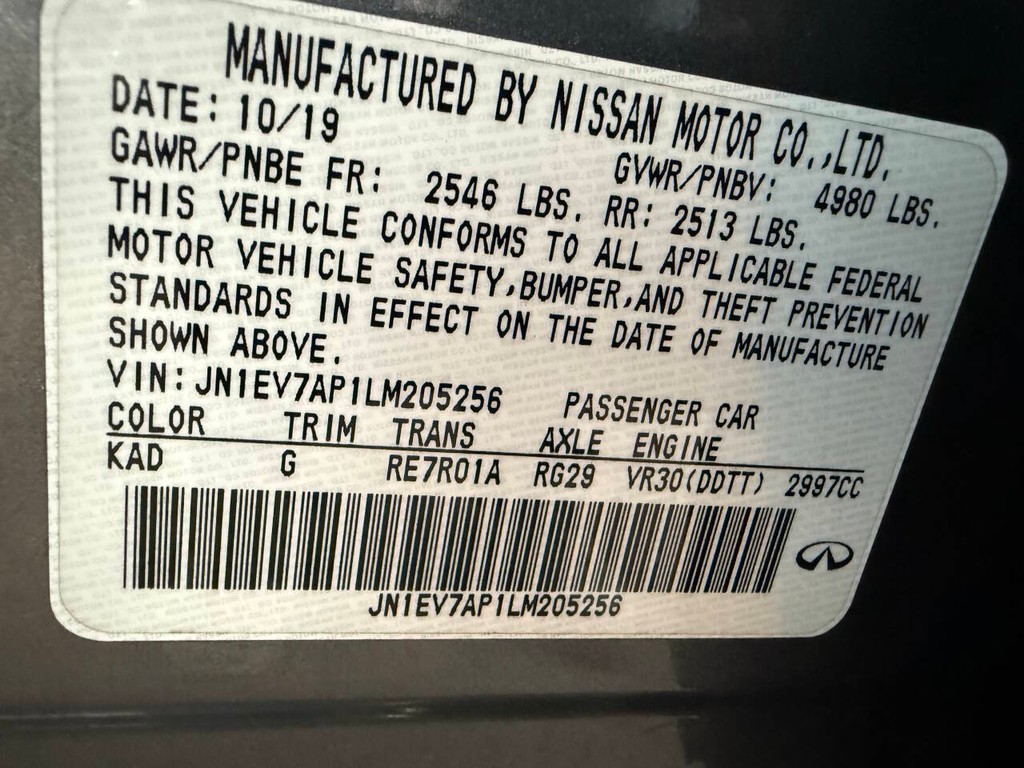 MANUFACTURED BY NISSAN MOTOR CO.,LTD.
DATE: 10/19 GVWR/PNBV: 4980 LBS.
GAWR/PNBE FR: 2546 LBS. RR: 2513 LBS.
THIS VEHICLE CONFORMS TO ALL APPLICABLE FEDERAL
MOTOR VEHICLE SAFETY,BUMPER,AND THEFT PREVENTION
STANDARDS IN EFFECT ON THE DATE OF MANUFACTURE
SHOWN ABOVE.
VIN: JN1EV7AP1LM205256 PASSENGER CAR
COLOR TRIM TRANS AXLE ENGINE
KAD G RE7R01A RG29 VR30(DDTT) 2997CC
JN1EV7AP1LM205256